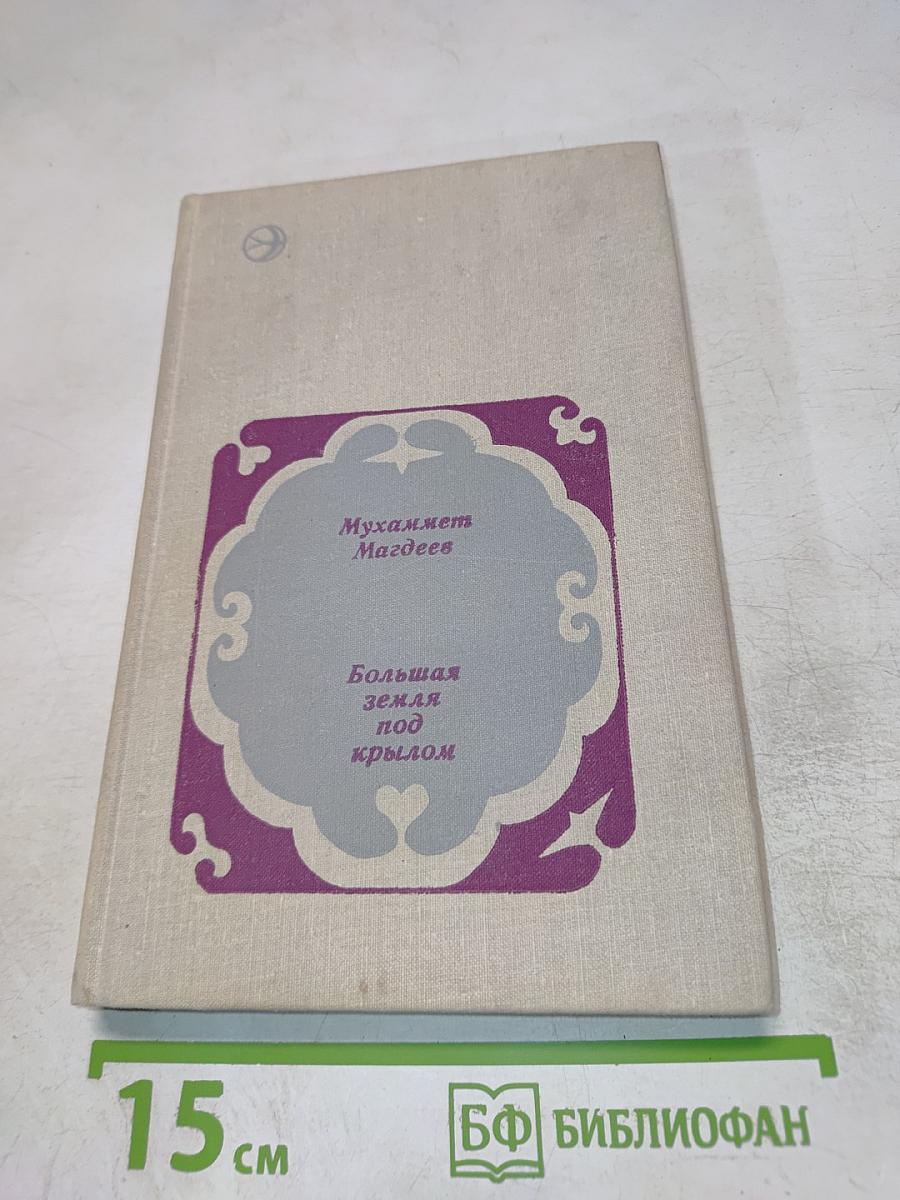 Мухаммет
Магдеев
Большая
земля
под
крылом
15 см
БФ БИБЛИОФАН